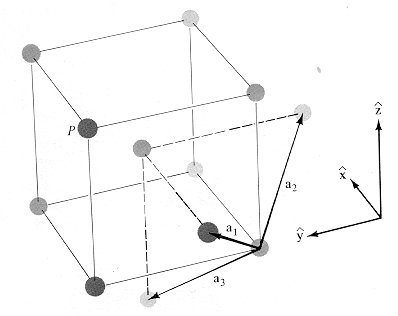 P
ẑ
x̂
ŷ
a₂
a₁
a₃